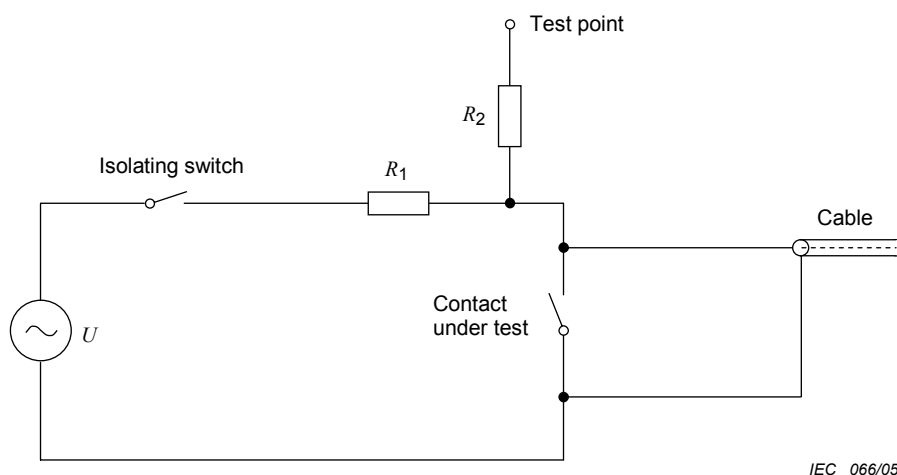 Test point
R2
Isolating switch
R1
Cable
Contact
under test
U
IEC 066/05